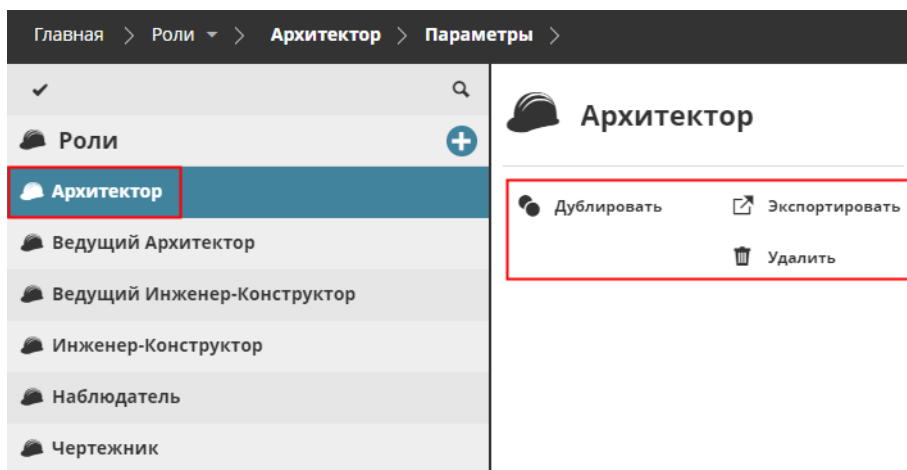 Главная > Роли > Архитектор > Параметры >
Роли
Архитектор
Ведущий Архитектор
Ведущий Инженер-Конструктор
Инженер-Конструктор
Наблюдатель
Чертежник
Архитектор
Дублировать
Экспортировать
Удалить